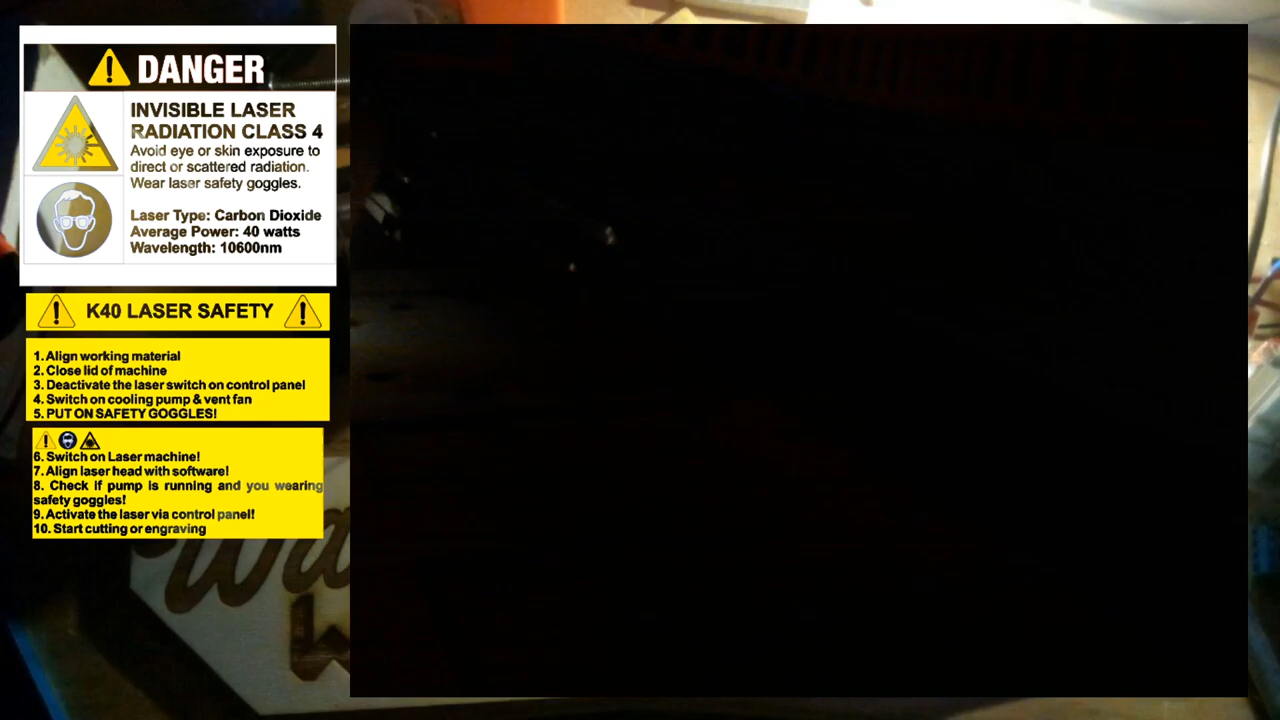 DANGER
INVISIBLE LASER
RADIATION CLASS 4
Avoid eye or skin exposure to
direct or scattered radiation.
Wear laser safety goggles.
Laser Type: Carbon Dioxide
Average Power: 40 watts
Wavelength: 10600nm
K40 LASER SAFETY
1. Align working material
2. Close lid of machine
3. Deactivate the laser switch on control panel
4. Switch on cooling pump & vent fan
5. PUT ON SAFETY GOGGLES!
6. Switch on Laser machine!
7. Align laser head with software!
8. Check if pump is running and you wearing
safety goggles!
9. Activate the laser via control panel!
10. Start cutting or engraving